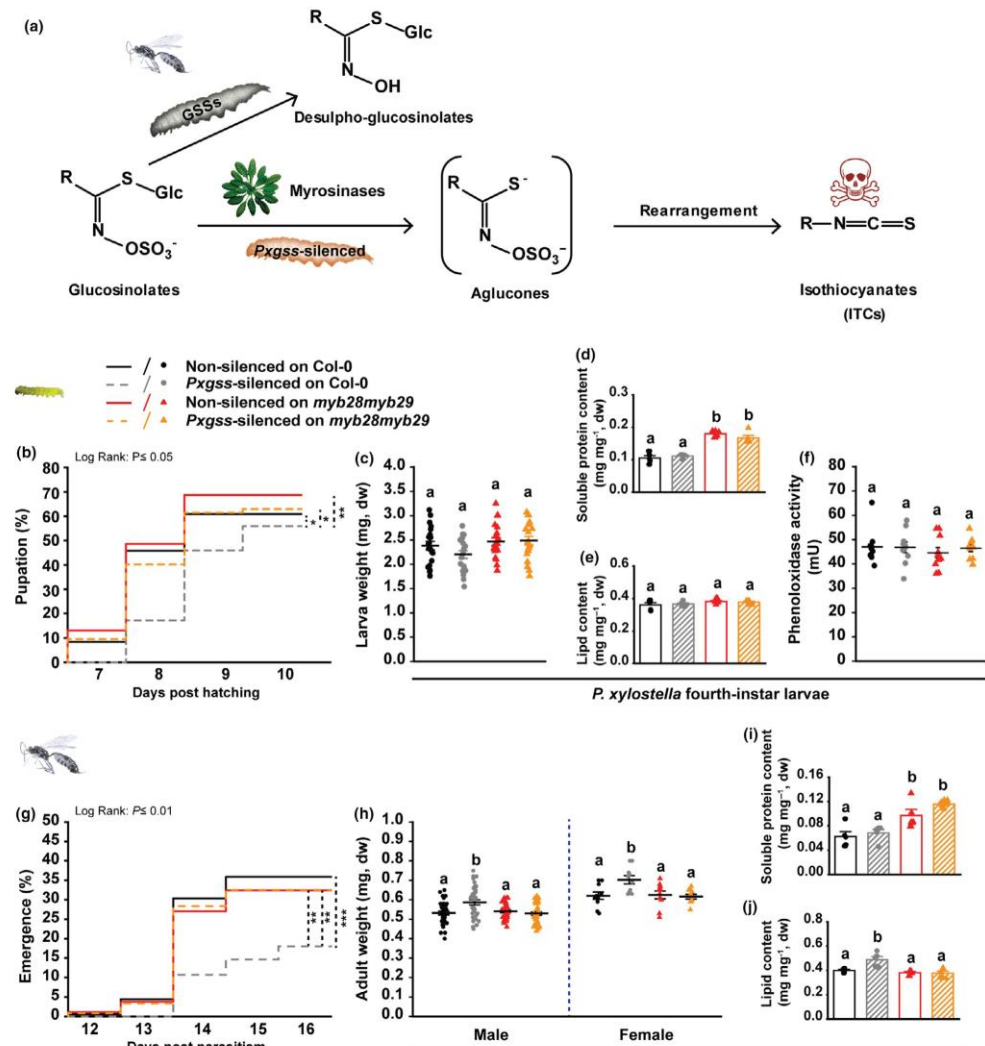 (a)
R
S
Glc
N
OH
Desulpho-glucosinolates
GSSs
R
S
Glc
N
OSO₃⁻
Glucosinolates
Myrosinases
Pxgss-silenced
R
S⁻
N
OSO₃⁻
Aglucones
Rearrangement
R—N=C=S
Isothiocyanates
(ITCs)
Non-silenced on Col-0
Pxgss-silenced on Col-0
Non-silenced on myb28myb29
Pxgss-silenced on myb28myb29
(b)
Log Rank: P≤ 0.05
Pupation (%)
80
70
60
50
40
30
20
10
0
* * **
7 8 9 10
Days post hatching
(c)
Larva weight (mg, dw)
4.0
3.5
3.0
2.5
2.0
1.5
1.0
0.5
0.0
a a a a
(d)
Soluble protein content
(mg mg⁻¹, dw)
0.3
0.2
0.1
0.0
a a b b
(e)
Lipd content
(mg mg⁻¹, dw)
0.9
0.6
0.3
0.0
a a a a
(f)
Phenoloxidase activity
(mU)
80
70
60
50
40
30
20
10
0
a a a a
P. xylostella fourth-instar larvae
(g)
Log Rank: P≤ 0.01
Emergence (%)
50
45
40
35
30
25
20
15
10
5
0
** ** ***
12 13 14 15 16
Days post parasitism
(h)
Adult weight (mg, dw)
1.0
0.9
0.8
0.7
0.6
0.5
0.4
0.3
0.2
0.1
0.0
a b a a a b a a
Male Female
(i)
Soluble protein content
(mg mg⁻¹, dw)
0.16
0.12
0.08
0.04
0.00
a a b b
(j)
Lipid content
(mg mg⁻¹, dw)
0.8
0.6
0.4
0.2
0.0
a b a a